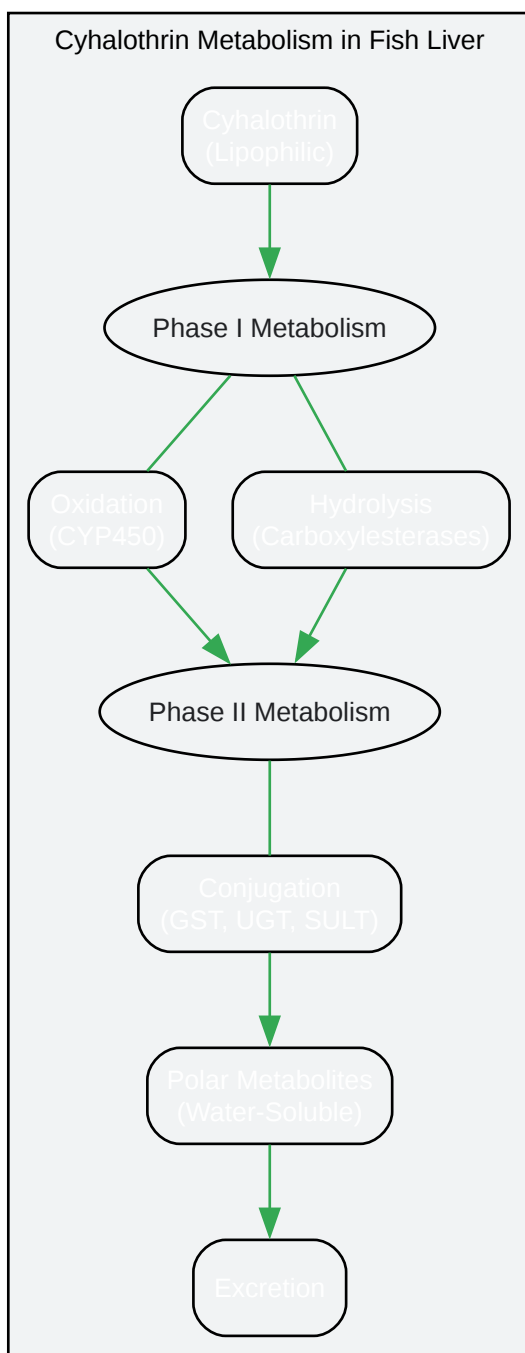 Cyhalothrin Metabolism in Fish Liver
Cyhalothrin
(Lipophilic)
Phase I Metabolism
Oxidation
(CYP450)
Hydrolysis
(Carboxylesterases)
Phase II Metabolism
Conjugation
(GST, UGT, SULT)
Polar Metabolites
(Water-Soluble)
Excretion